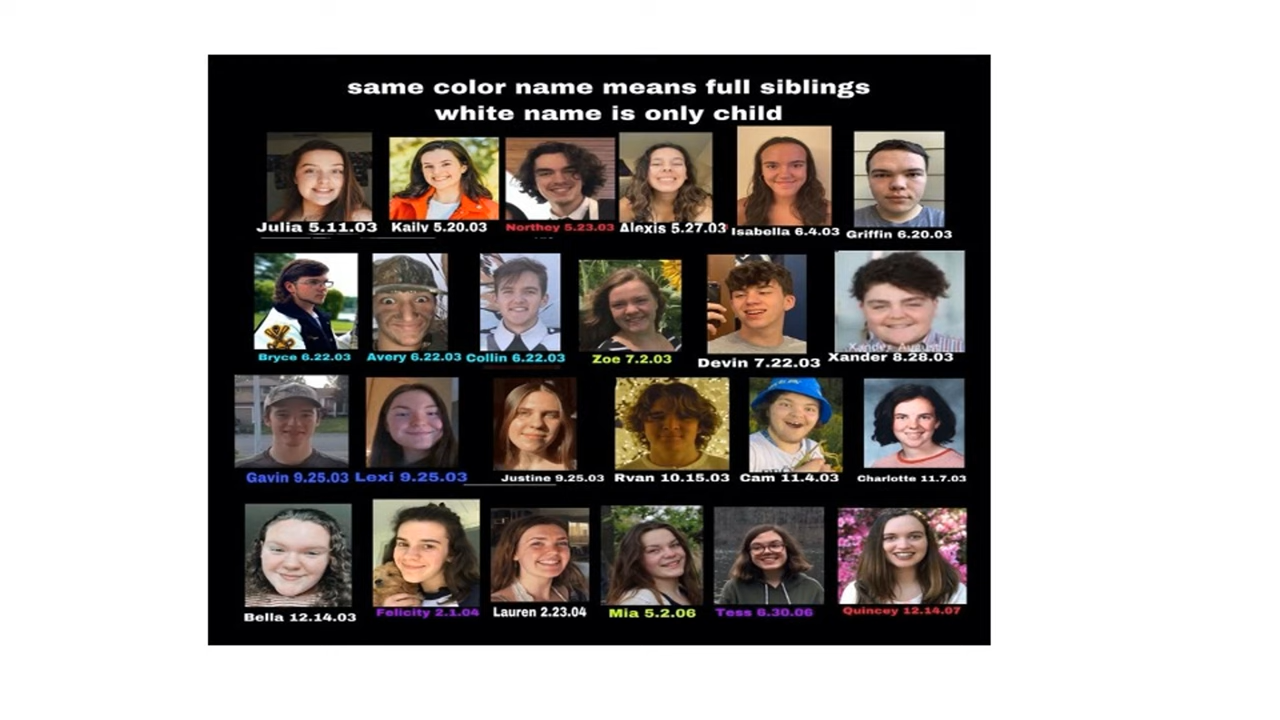 same color name means full siblings
white name is only child
Julia 5.11.03 Kaily 5.20.03 Northey 5.23.03 Alexis 5.27.03 Isabella 6.4.03 Griffin 6.20.03
Bryce 6.22.03 Avery 6.22.03 Collin 6.22.03 Zoe 7.2.03 Devin 7.22.03 Xander 8.28.03
Xander August
Gavin 9.25.03 Lexi 9.25.03 Justine 9.25.03 Ryan 10.15.03 Cam 11.4.03 Charlotte 11.7.03
Bella 12.14.03 Felicity 2.1.04 Lauren 2.23.04 Mia 5.2.06 Tess 6.30.06 Quincey 12.14.07